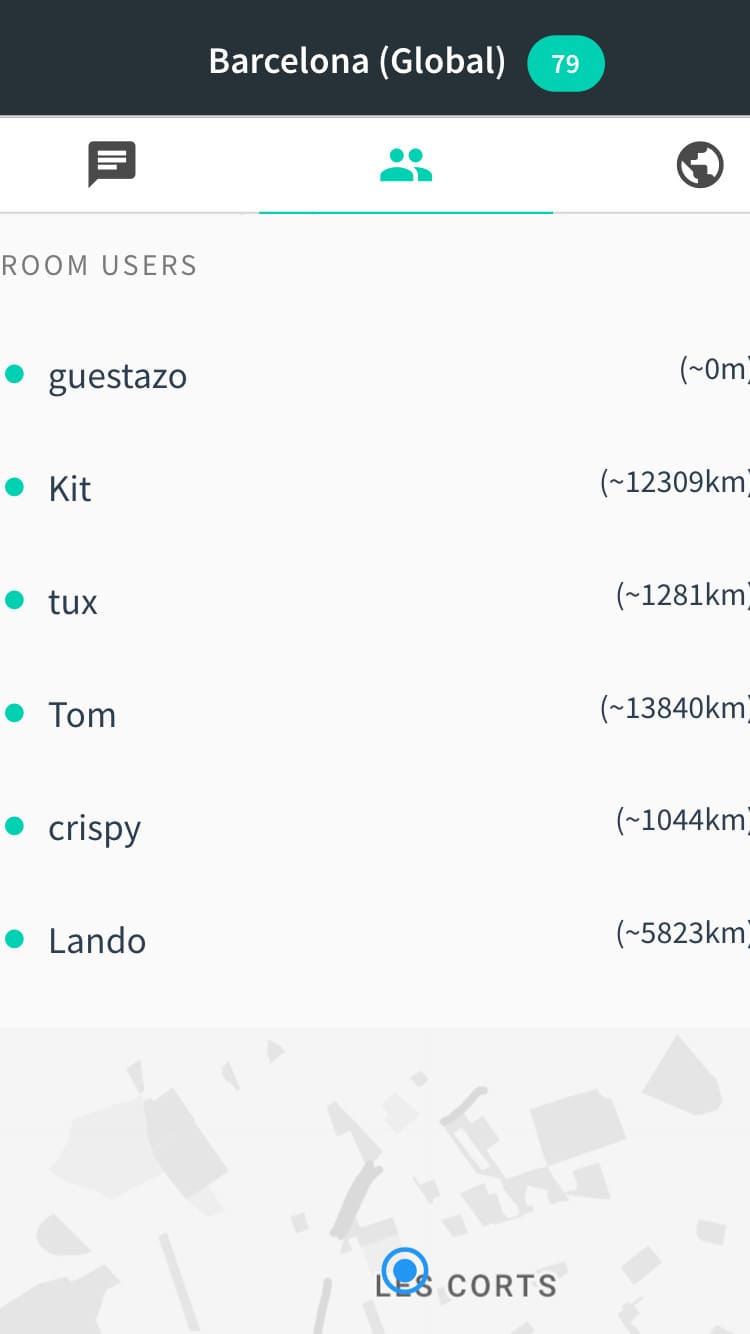 Barcelona (Global) 79
ROOM USERS
guestazo (~0m)
Kit (~12309km)
tux (~1281km)
Tom (~13840km)
crispy (~1044km)
Lando (~5823km)
LES CORTS